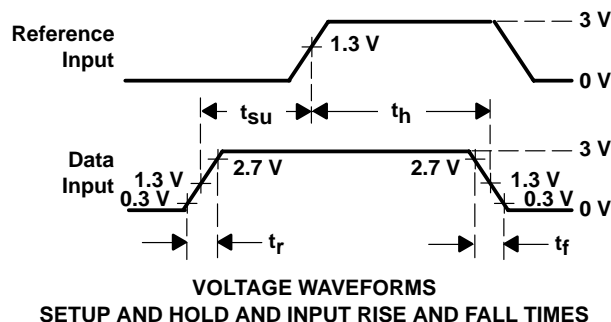 Reference
Input
1.3 V
3 V
0 V
tsu
th
Data
Input
1.3 V
0.3 V
2.7 V
2.7 V
3 V
1.3 V
0.3 V
0 V
tr
tf
VOLTAGE WAVEFORMS
SETUP AND HOLD AND INPUT RISE AND FALL TIMES